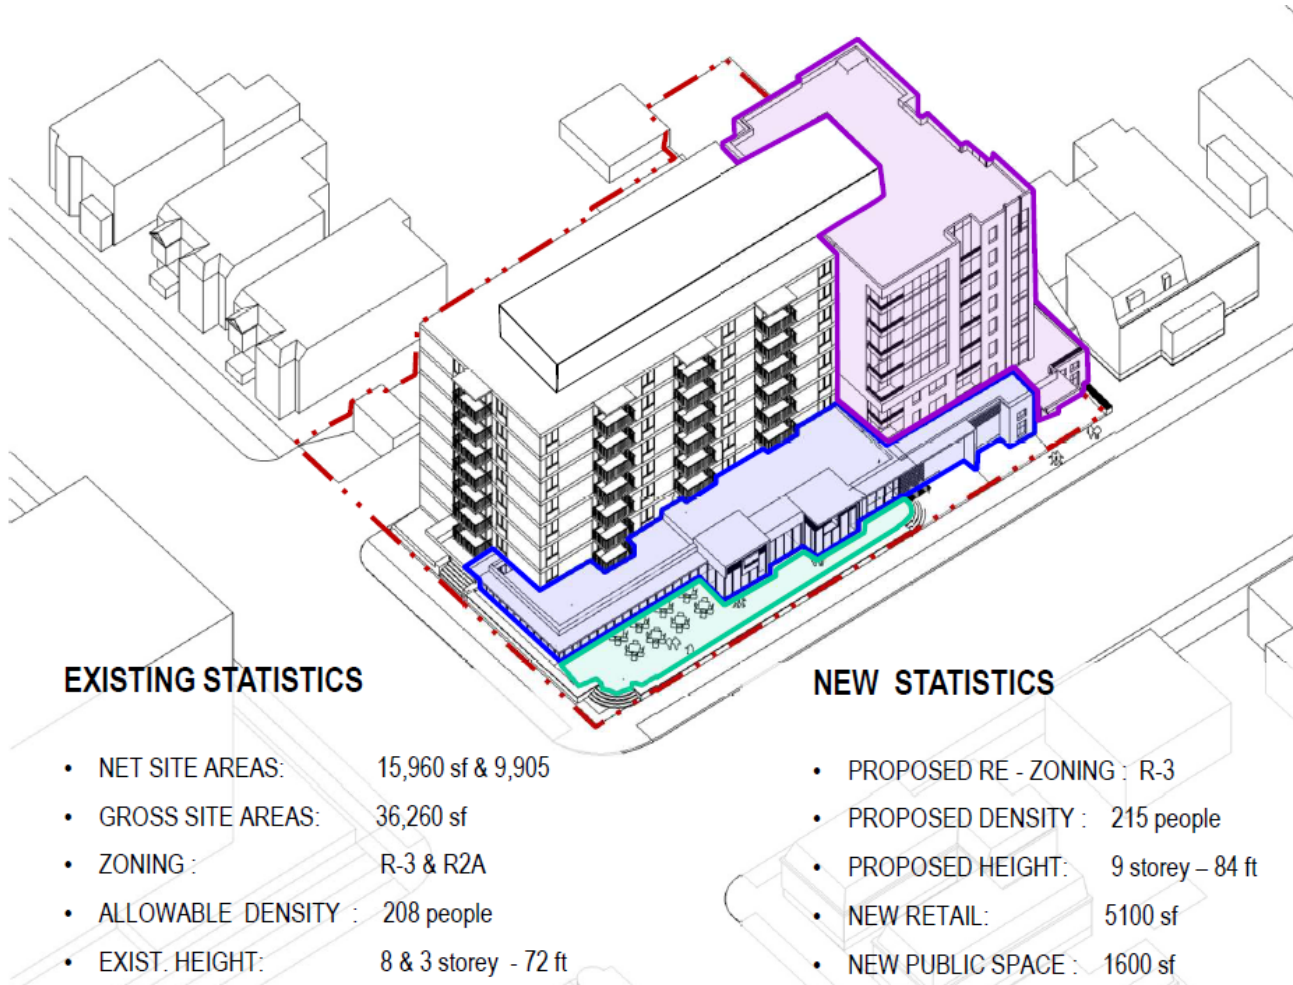 EXISTING STATISTICS
• NET SITE AREAS: 15,960 sf & 9,905
• GROSS SITE AREAS: 36,260 sf
• ZONING : R-3 & R2A
• ALLOWABLE DENSITY : 208 people
• EXIST. HEIGHT: 8 & 3 storey - 72 ft
NEW STATISTICS
• PROPOSED RE - ZONING : R-3
• PROPOSED DENSITY : 215 people
• PROPOSED HEIGHT: 9 storey – 84 ft
• NEW RETAIL: 5100 sf
• NEW PUBLIC SPACE : 1600 sf